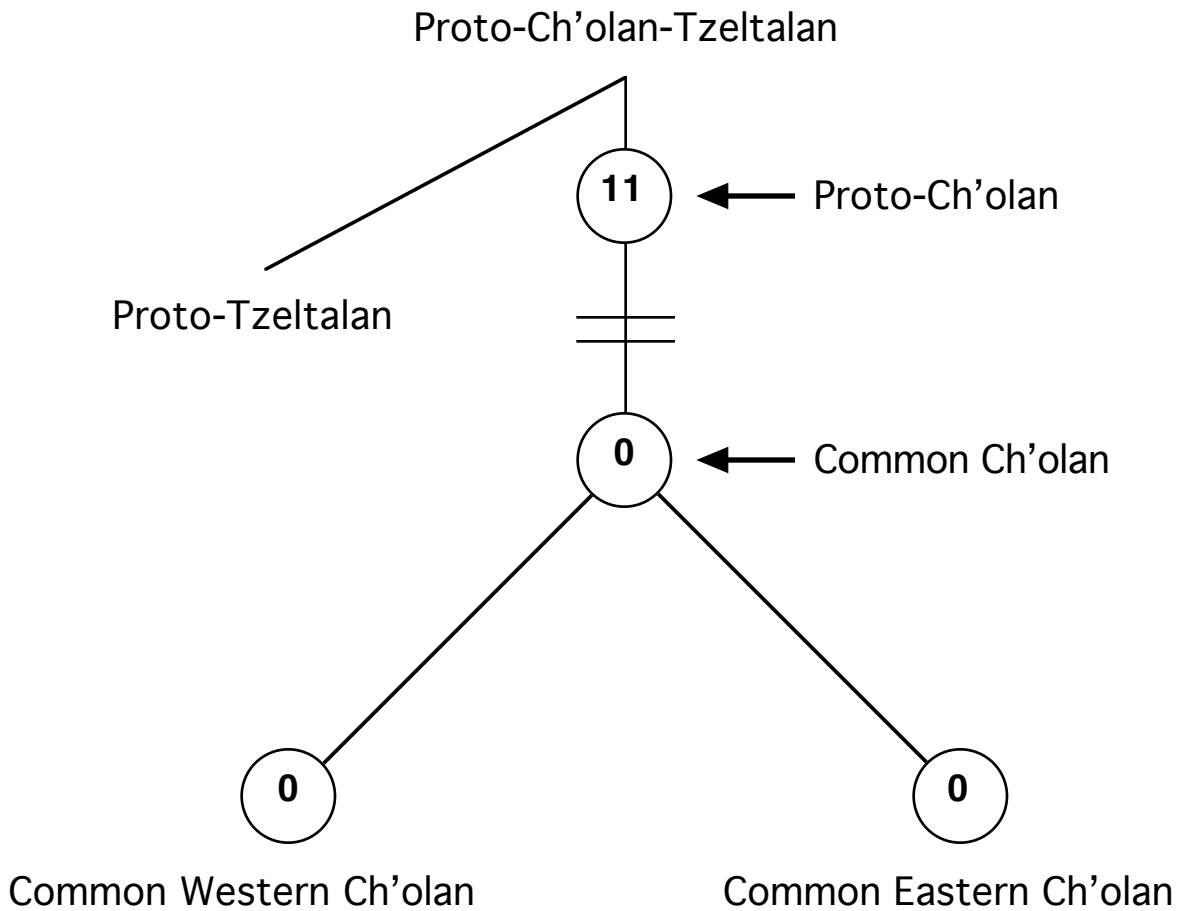 Proto-Ch’olan-Tzeltalan
11
Proto-Ch’olan
Proto-Tzeltalan
0
Common Ch’olan
0
0
Common Western Ch’olan
Common Eastern Ch’olan